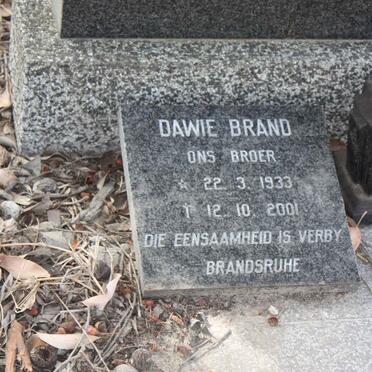 DAWIE BRAND
ONS BROER
☆ 22. 3. 1933
† 12. 10. 2001
DIE EENSAAMHEID IS VERBY
BRANDSRUHE